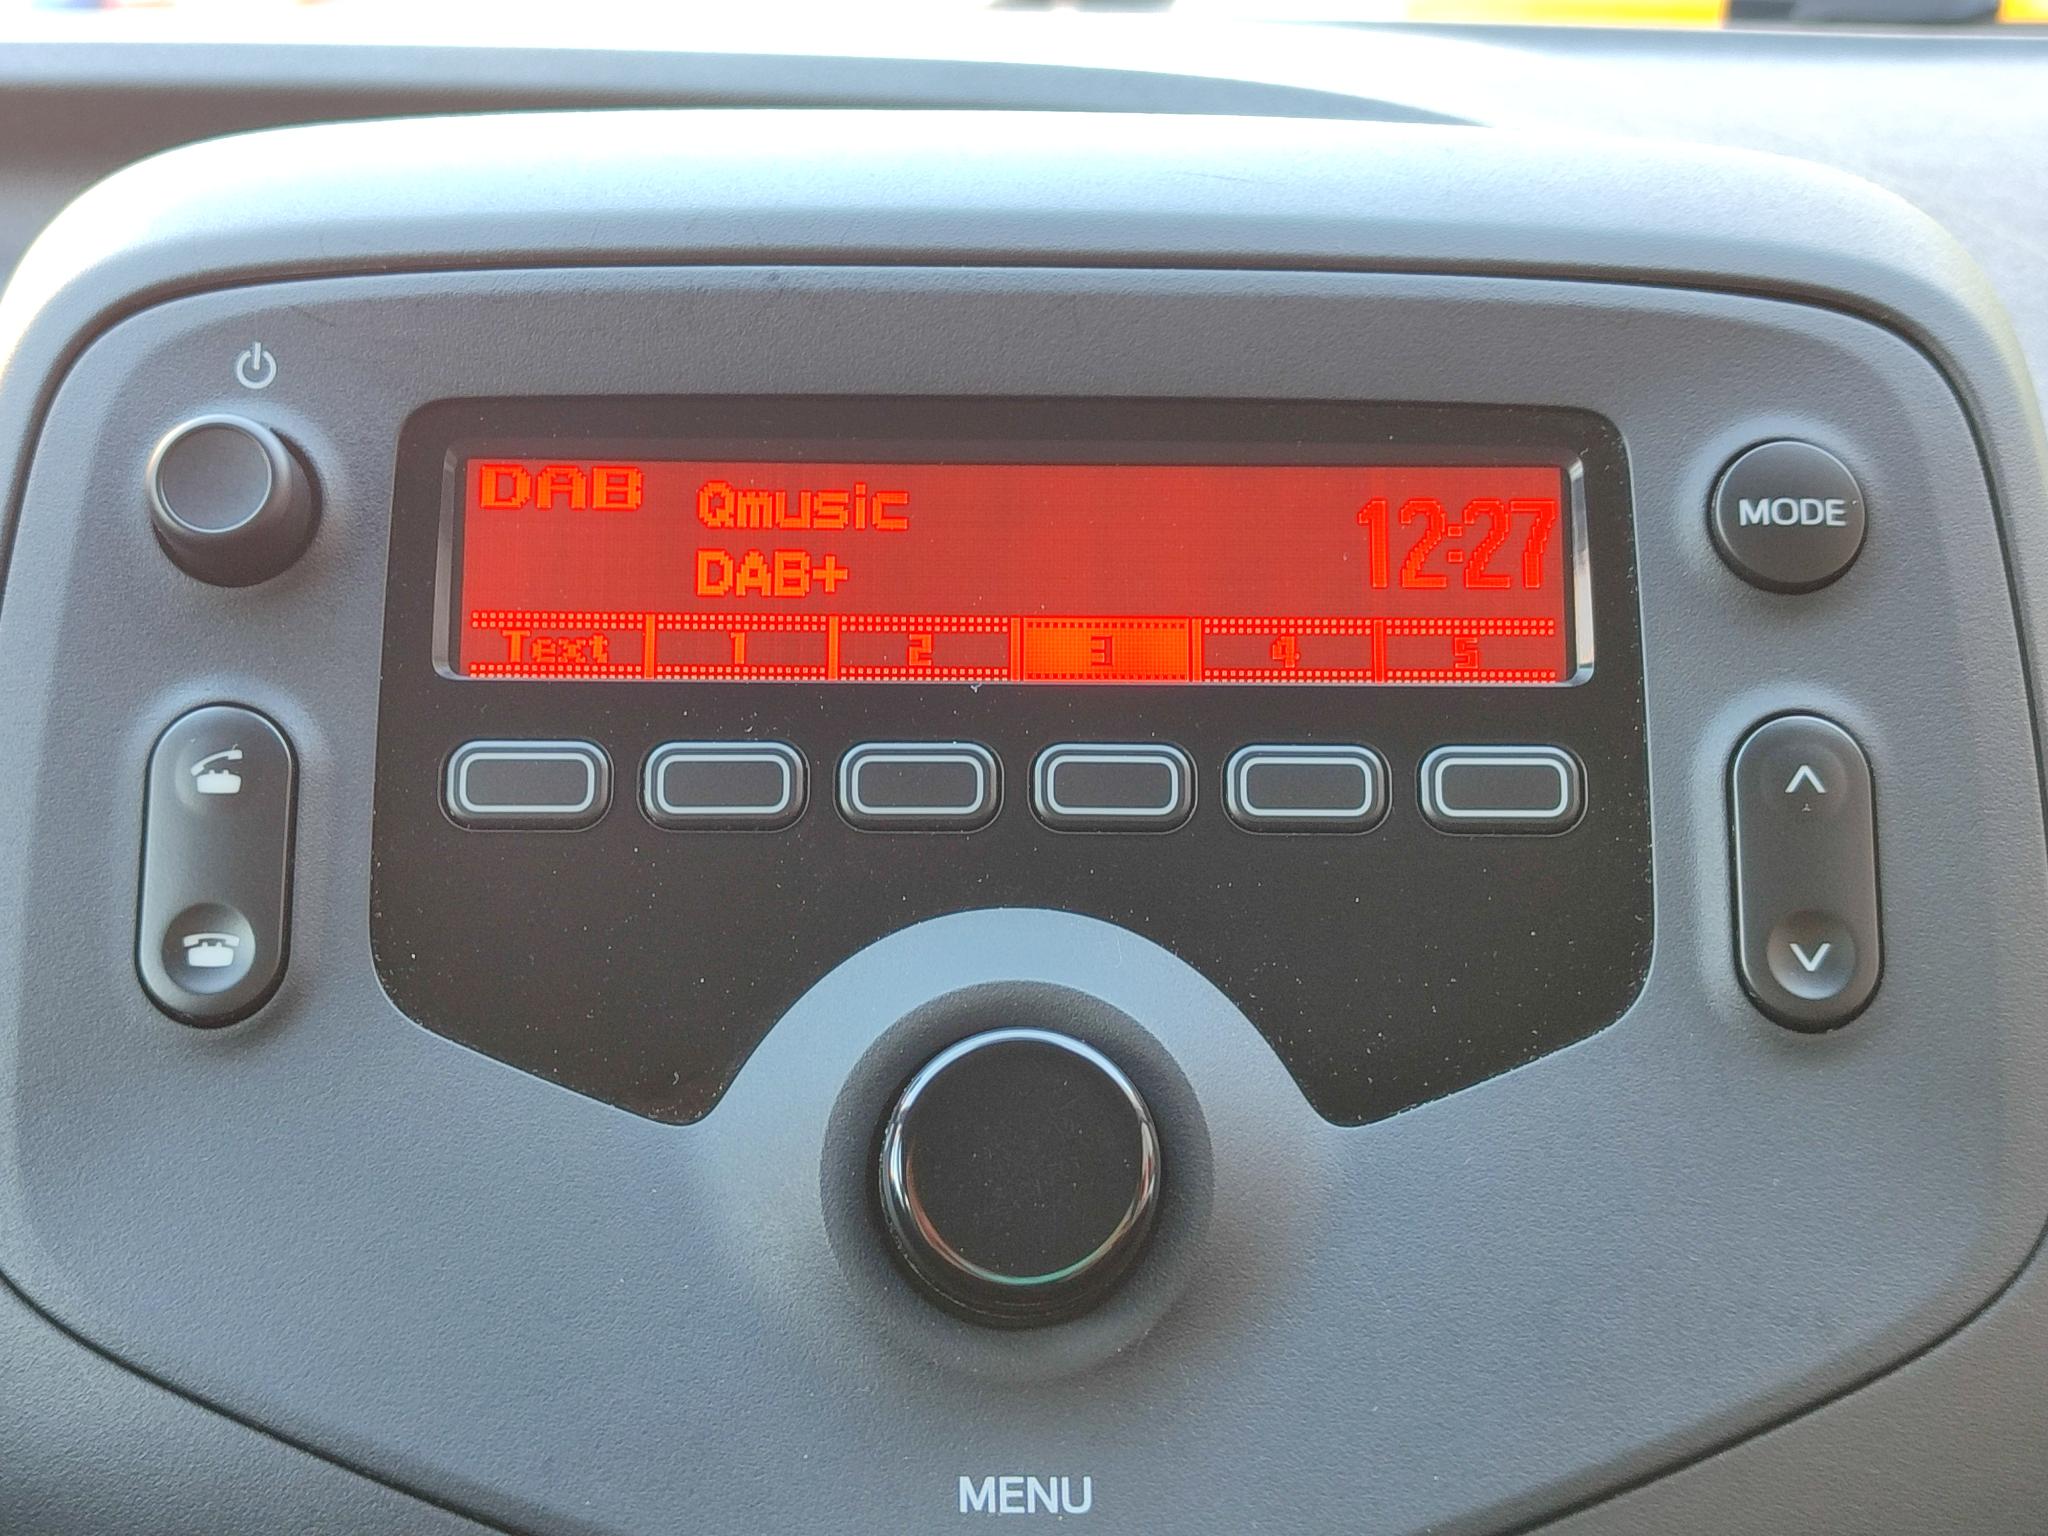 DAB
Qmusic
DAB+
12:27
Text 1 2 3 4 5
MODE
MENU